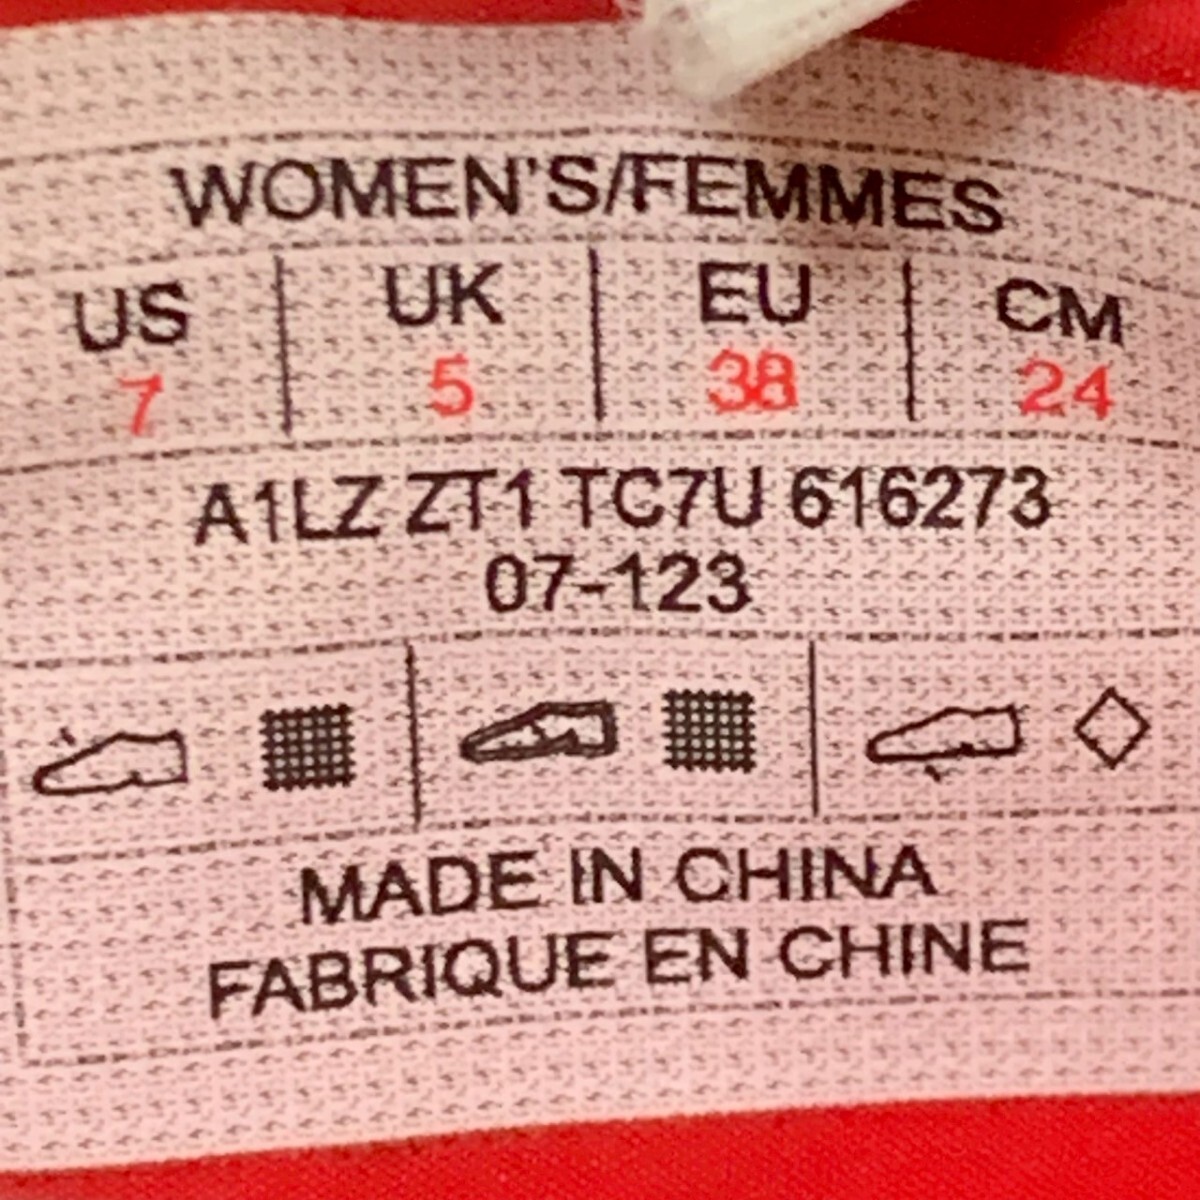 WOMEN'S/FEMMES
US UK EU CM
7 5 38 24
A1LZ ZT1 TC7U 616273
07-123
MADE IN CHINA
FABRIQUE EN CHINE